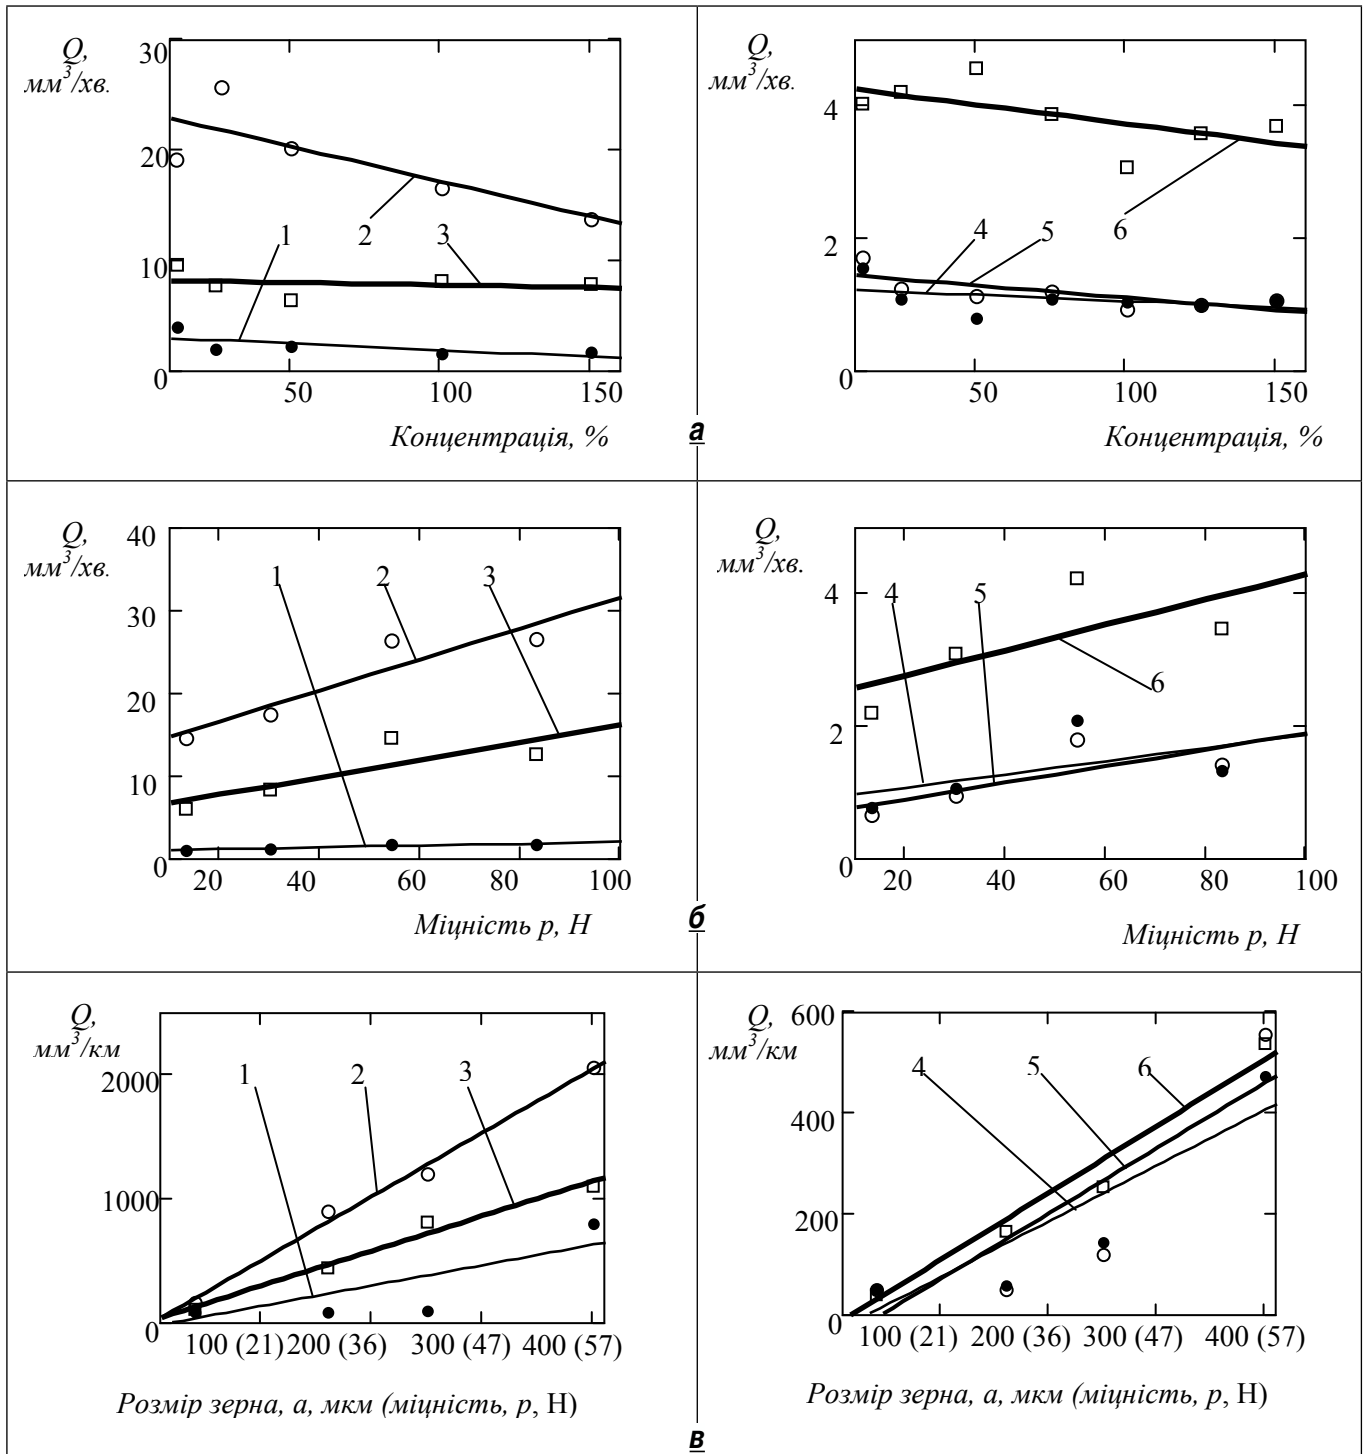 Q,
мм³/хв.
30
20
10
0
1
2
3
50
100
150
Концентрація, %
Q,
мм³/хв.
4
2
0
4
5
6
50
100
150
Концентрація, %
а
Q,
мм³/хв.
40
30
20
10
0
1
2
3
20
40
60
80
100
Міцність р, Н
Q,
мм³/хв.
4
2
0
4
5
6
20
40
60
80
100
Міцність р, Н
б
Q,
мм³/км
2000
1000
0
1
2
3
100 (21) 200 (36) 300 (47) 400 (57)
Розмір зерна, а, мкм (міцність, р, Н)
Q,
мм³/км
600
400
200
0
4
5
6
100 (21) 200 (36) 300 (47) 400 (57)
Розмір зерна, а, мкм (міцність, р, Н)
в